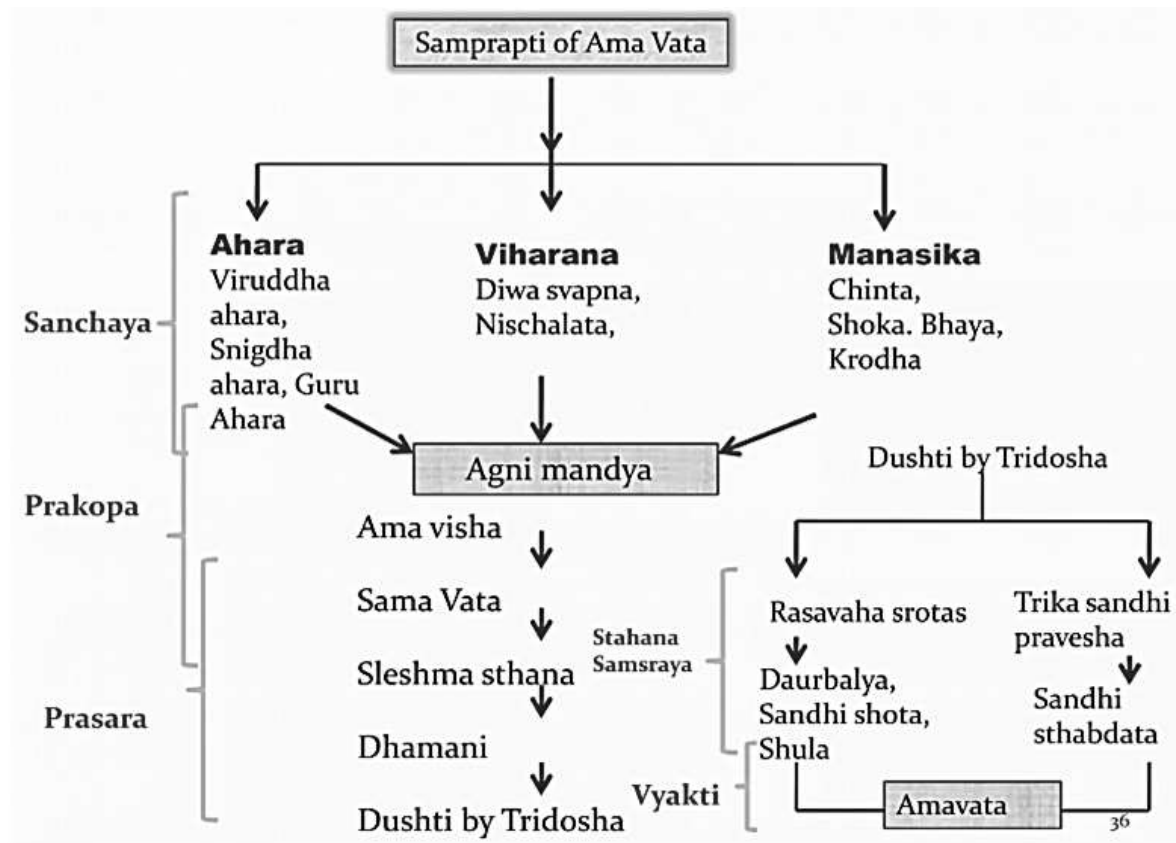 Samprapti of Ama Vata
Ahara
Viruddha
ahara,
Snigdha
ahara, Guru
Ahara
Viharana
Diwa svapna,
Nischalata,
Manasika
Chinta,
Shoka. Bhaya,
Krodha
Sanchaya
Prakopa
Prasara
Agni mandya
Ama visha
Sama Vata
Sleshma sthana
Dhamani
Dushti by Tridosha
Dushti by Tridosha
Stahana
Samsraya
Rasavaha srotas
Daurbalya,
Sandhi shota,
Shula
Trika sandhi
pravesha
Sandhi
sthabdata
Vyakti
Amavata
36